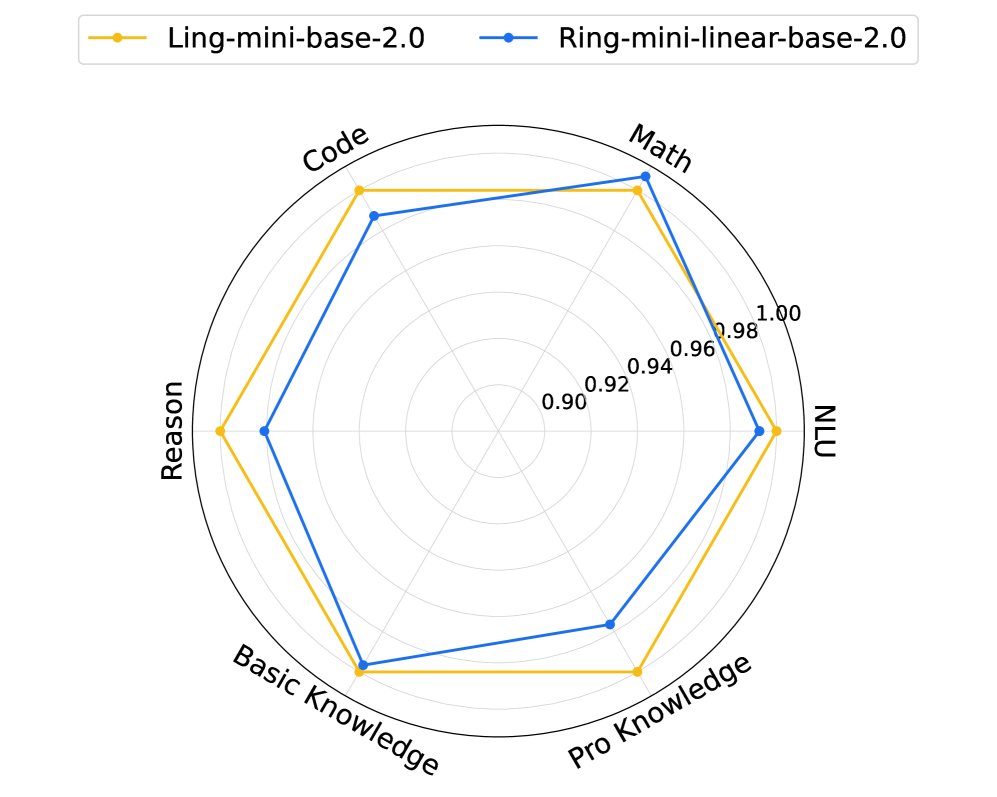 Ling-mini-base-2.0 Ring-mini-linear-base-2.0
Code
Math
1.00
0.98
0.96
0.94
0.92
0.90
Reason
NLU
Basic Knowledge
Pro Knowledge